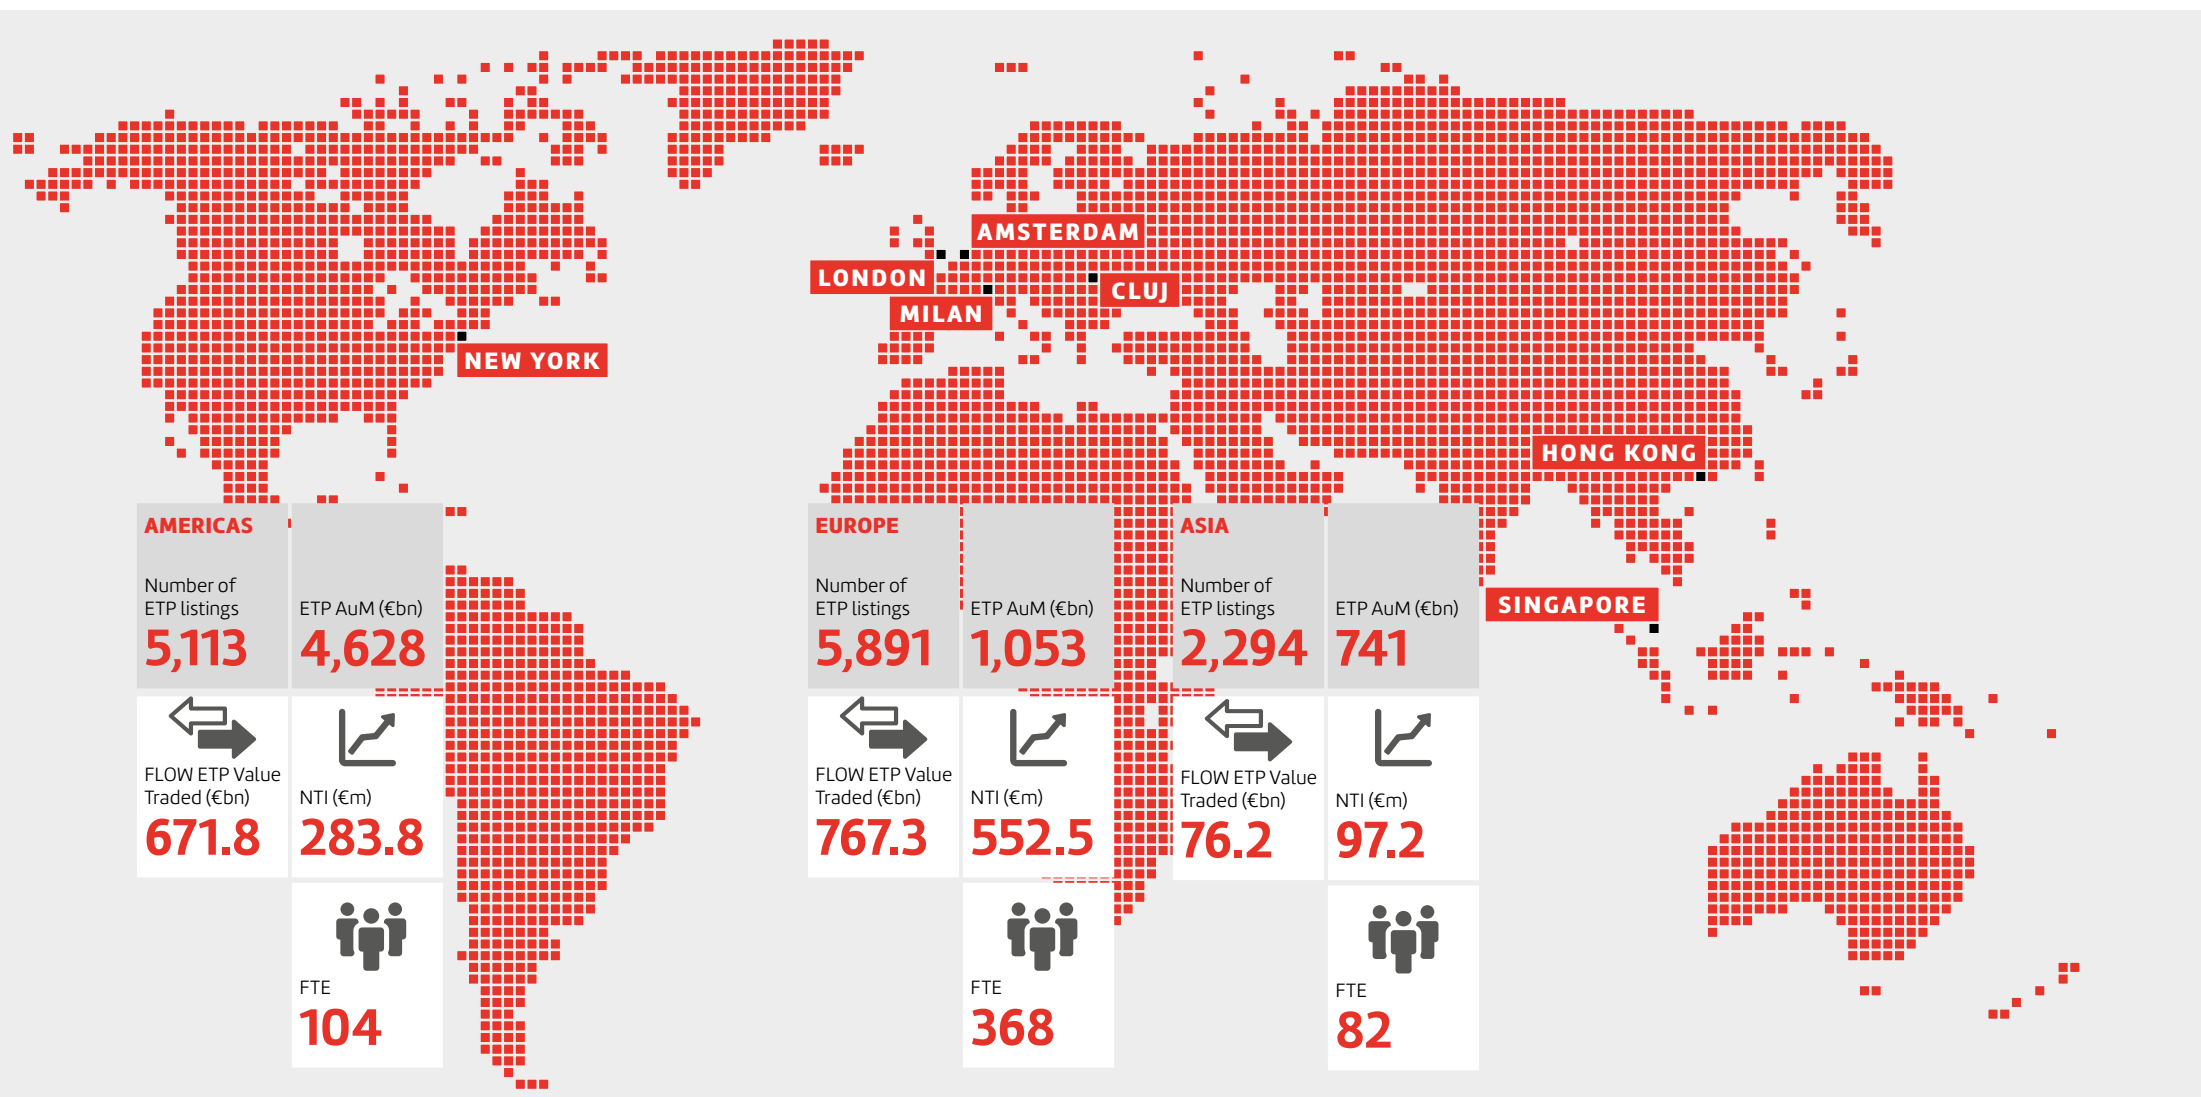 AMSTERDAM
LONDON
CLUJ
MILAN
NEW YORK
HONG KONG
SINGAPORE
AMERICAS
Number of
ETP listings
5,113
ETP AuM (€bn)
4,628
FLOW ETP Value
Traded (€bn)
671.8
NTI (€m)
283.8
FTE
104
EUROPE
Number of
ETP listings
5,891
ETP AuM (€bn)
1,053
FLOW ETP Value
Traded (€bn)
767.3
NTI (€m)
552.5
FTE
368
ASIA
Number of
ETP listings
2,294
ETP AuM (€bn)
741
FLOW ETP Value
Traded (€bn)
76.2
NTI (€m)
97.2
FTE
82